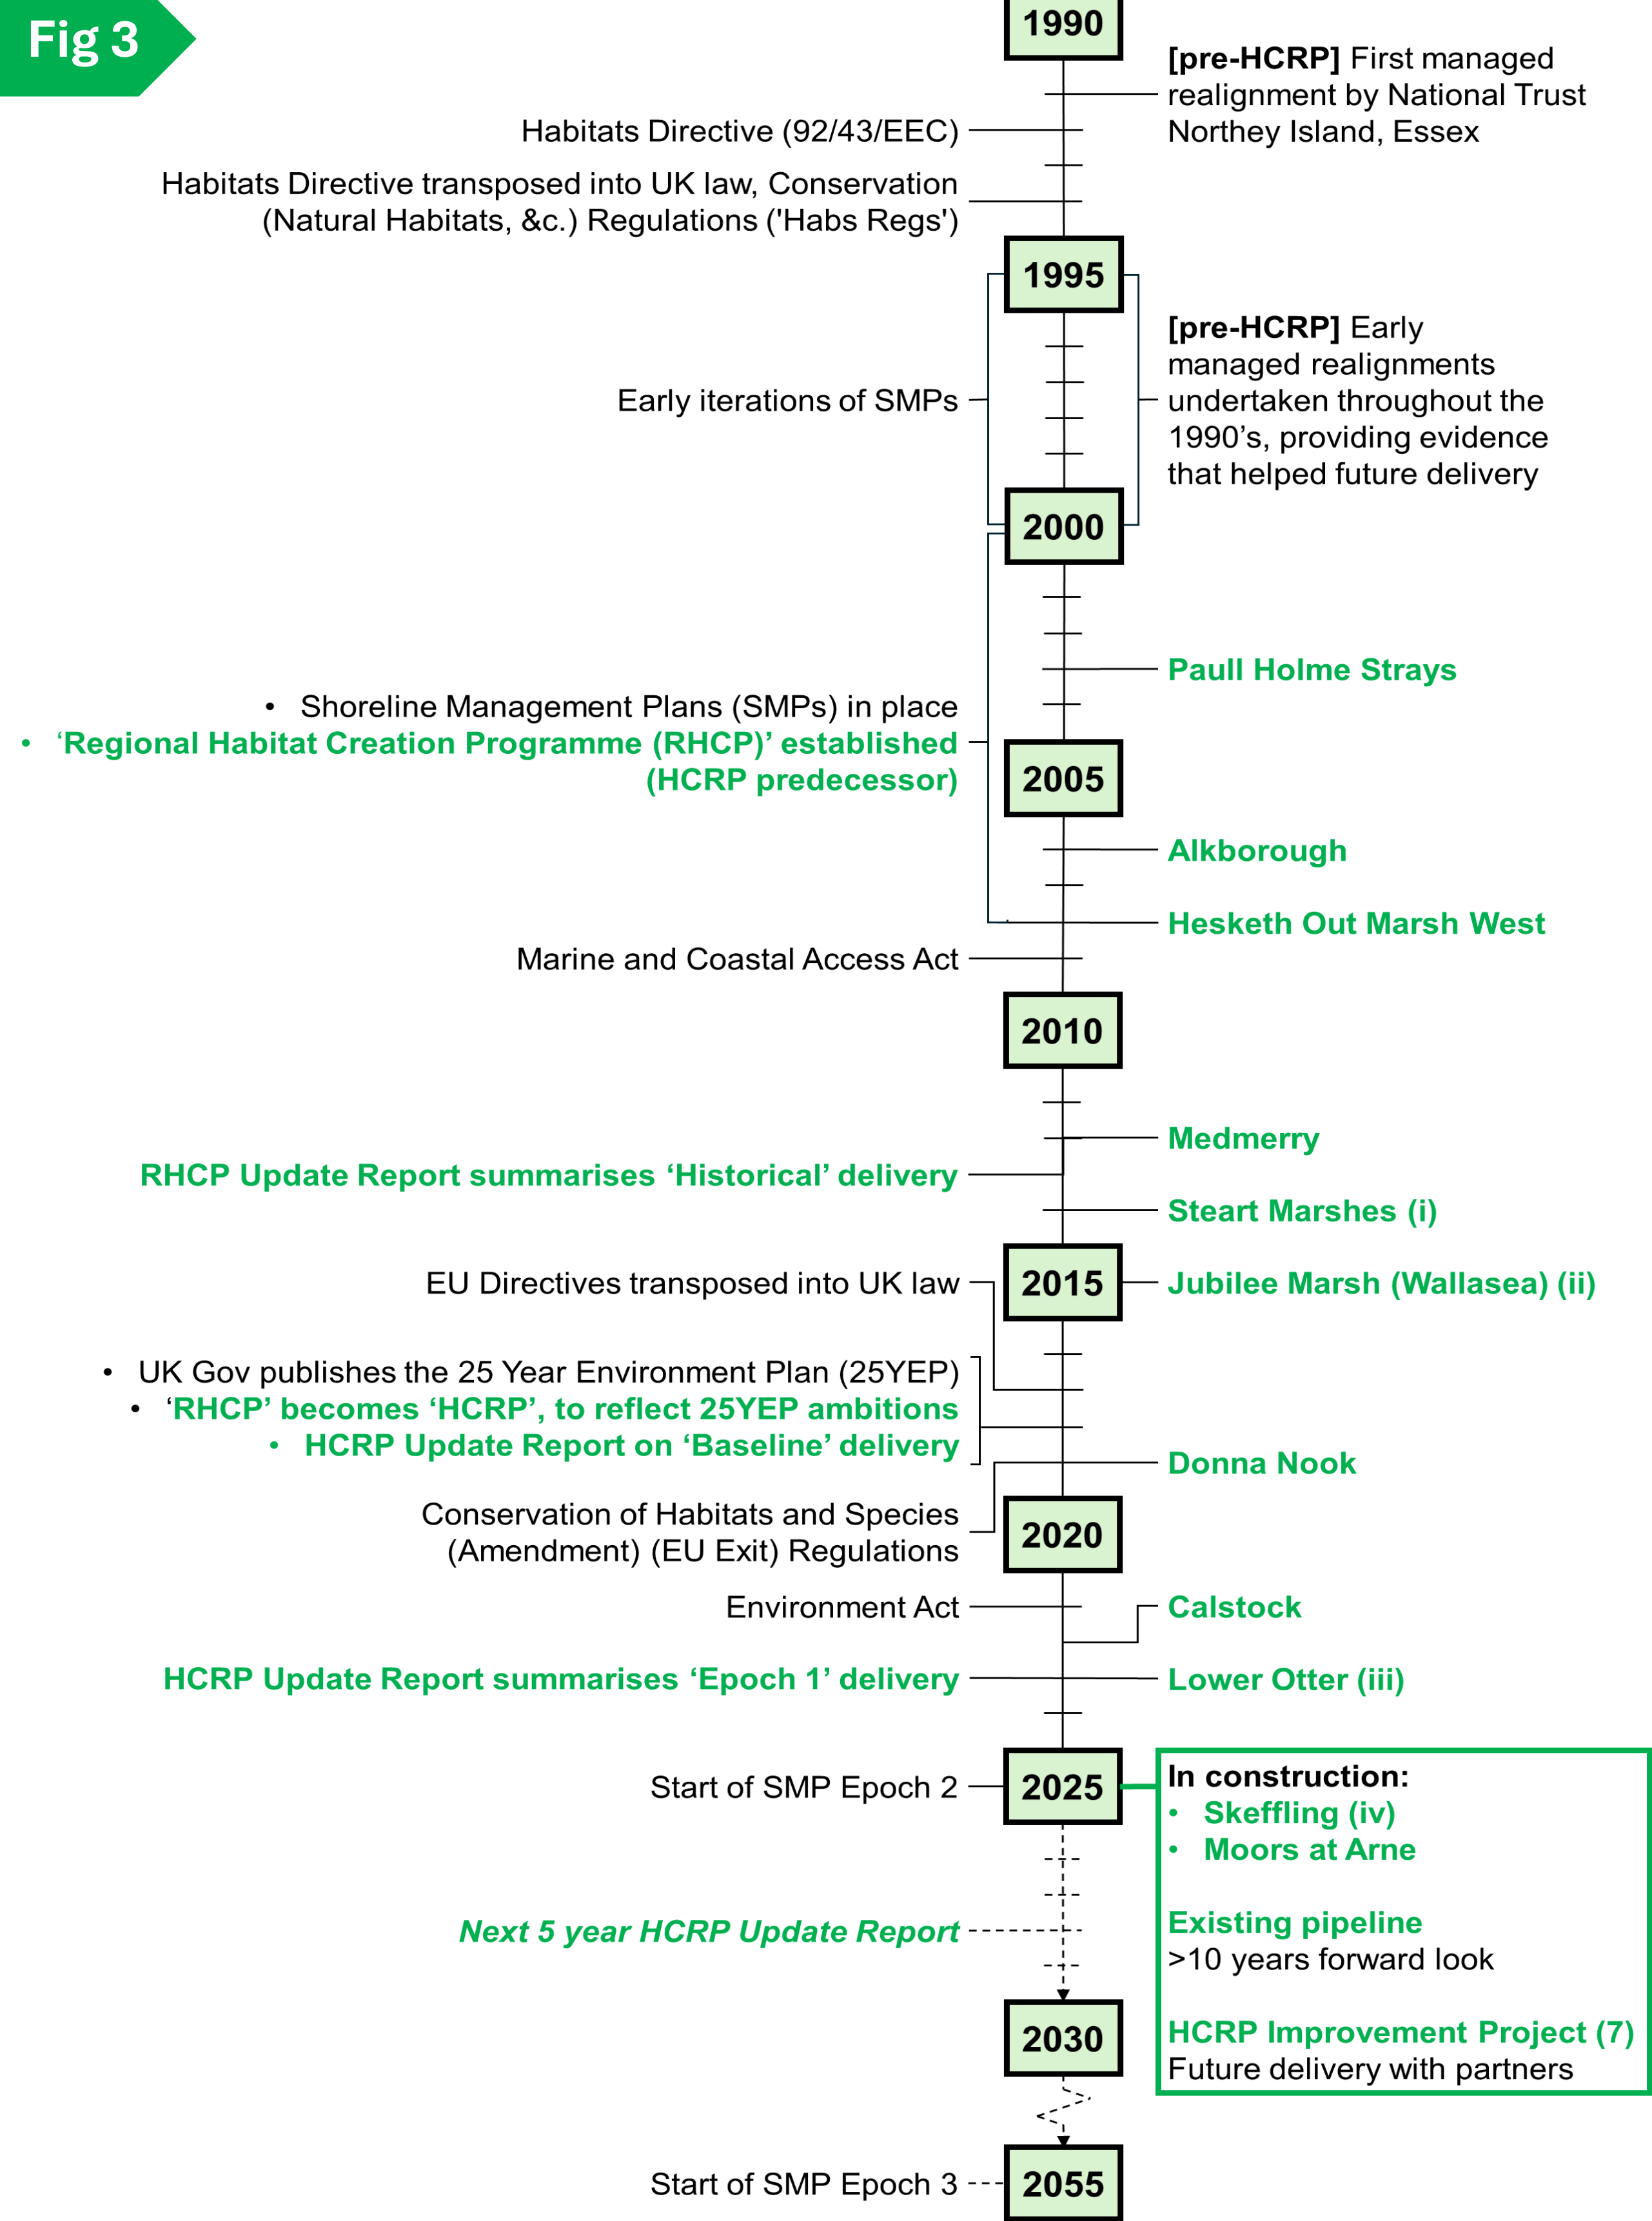 Fig 3
1990
[pre-HCRP] First managed
realignment by National Trust
Northey Island, Essex
Habitats Directive (92/43/EEC)
Habitats Directive transposed into UK law, Conservation
(Natural Habitats, &c.) Regulations ('Habs Regs')
1995
[pre-HCRP] Early
managed realignments
undertaken throughout the
1990’s, providing evidence
that helped future delivery
Early iterations of SMPs
2000
Paull Holme Strays
• Shoreline Management Plans (SMPs) in place
• ‘Regional Habitat Creation Programme (RHCP)’ established
(HCRP predecessor)
2005
Alkborough
Hesketh Out Marsh West
Marine and Coastal Access Act
2010
Medmerry
RHCP Update Report summarises ‘Historical’ delivery
Steart Marshes (i)
EU Directives transposed into UK law
2015
Jubilee Marsh (Wallasea) (ii)
• UK Gov publishes the 25 Year Environment Plan (25YEP)
• ‘RHCP’ becomes ‘HCRP’, to reflect 25YEP ambitions
• HCRP Update Report on ‘Baseline’ delivery
Donna Nook
Conservation of Habitats and Species
(Amendment) (EU Exit) Regulations
2020
Environment Act
Calstock
HCRP Update Report summarises ‘Epoch 1’ delivery
Lower Otter (iii)
Start of SMP Epoch 2
2025
In construction:
• Skeffling (iv)
• Moors at Arne
Existing pipeline
>10 years forward look
HCRP Improvement Project (7)
Future delivery with partners
Next 5 year HCRP Update Report
2030
Start of SMP Epoch 3
2055